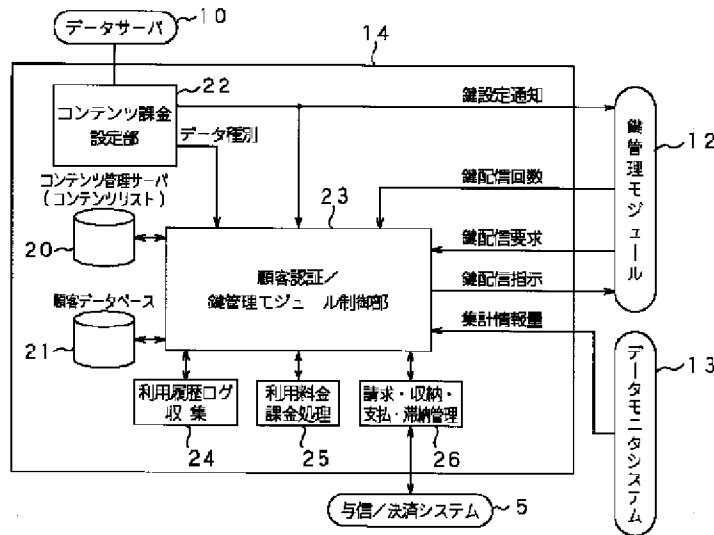 データサーバ
10
14
22
コンテンツ課金
設定部
データ種別
鍵設定通知
鍵管理モジュール
12
コンテンツ管理サーバ
(コンテンツリスト)
20
23
鍵配信回数
顧客認証／
鍵管理モジュール制御部
鍵配信要求
鍵配信指示
集計情報量
顧客データベース
21
データモニタシステム
13
利用履歴ログ
収集
24
利用料金
課金処理
25
請求・収納・
支払・滞納管理
26
与信／決済システム
5